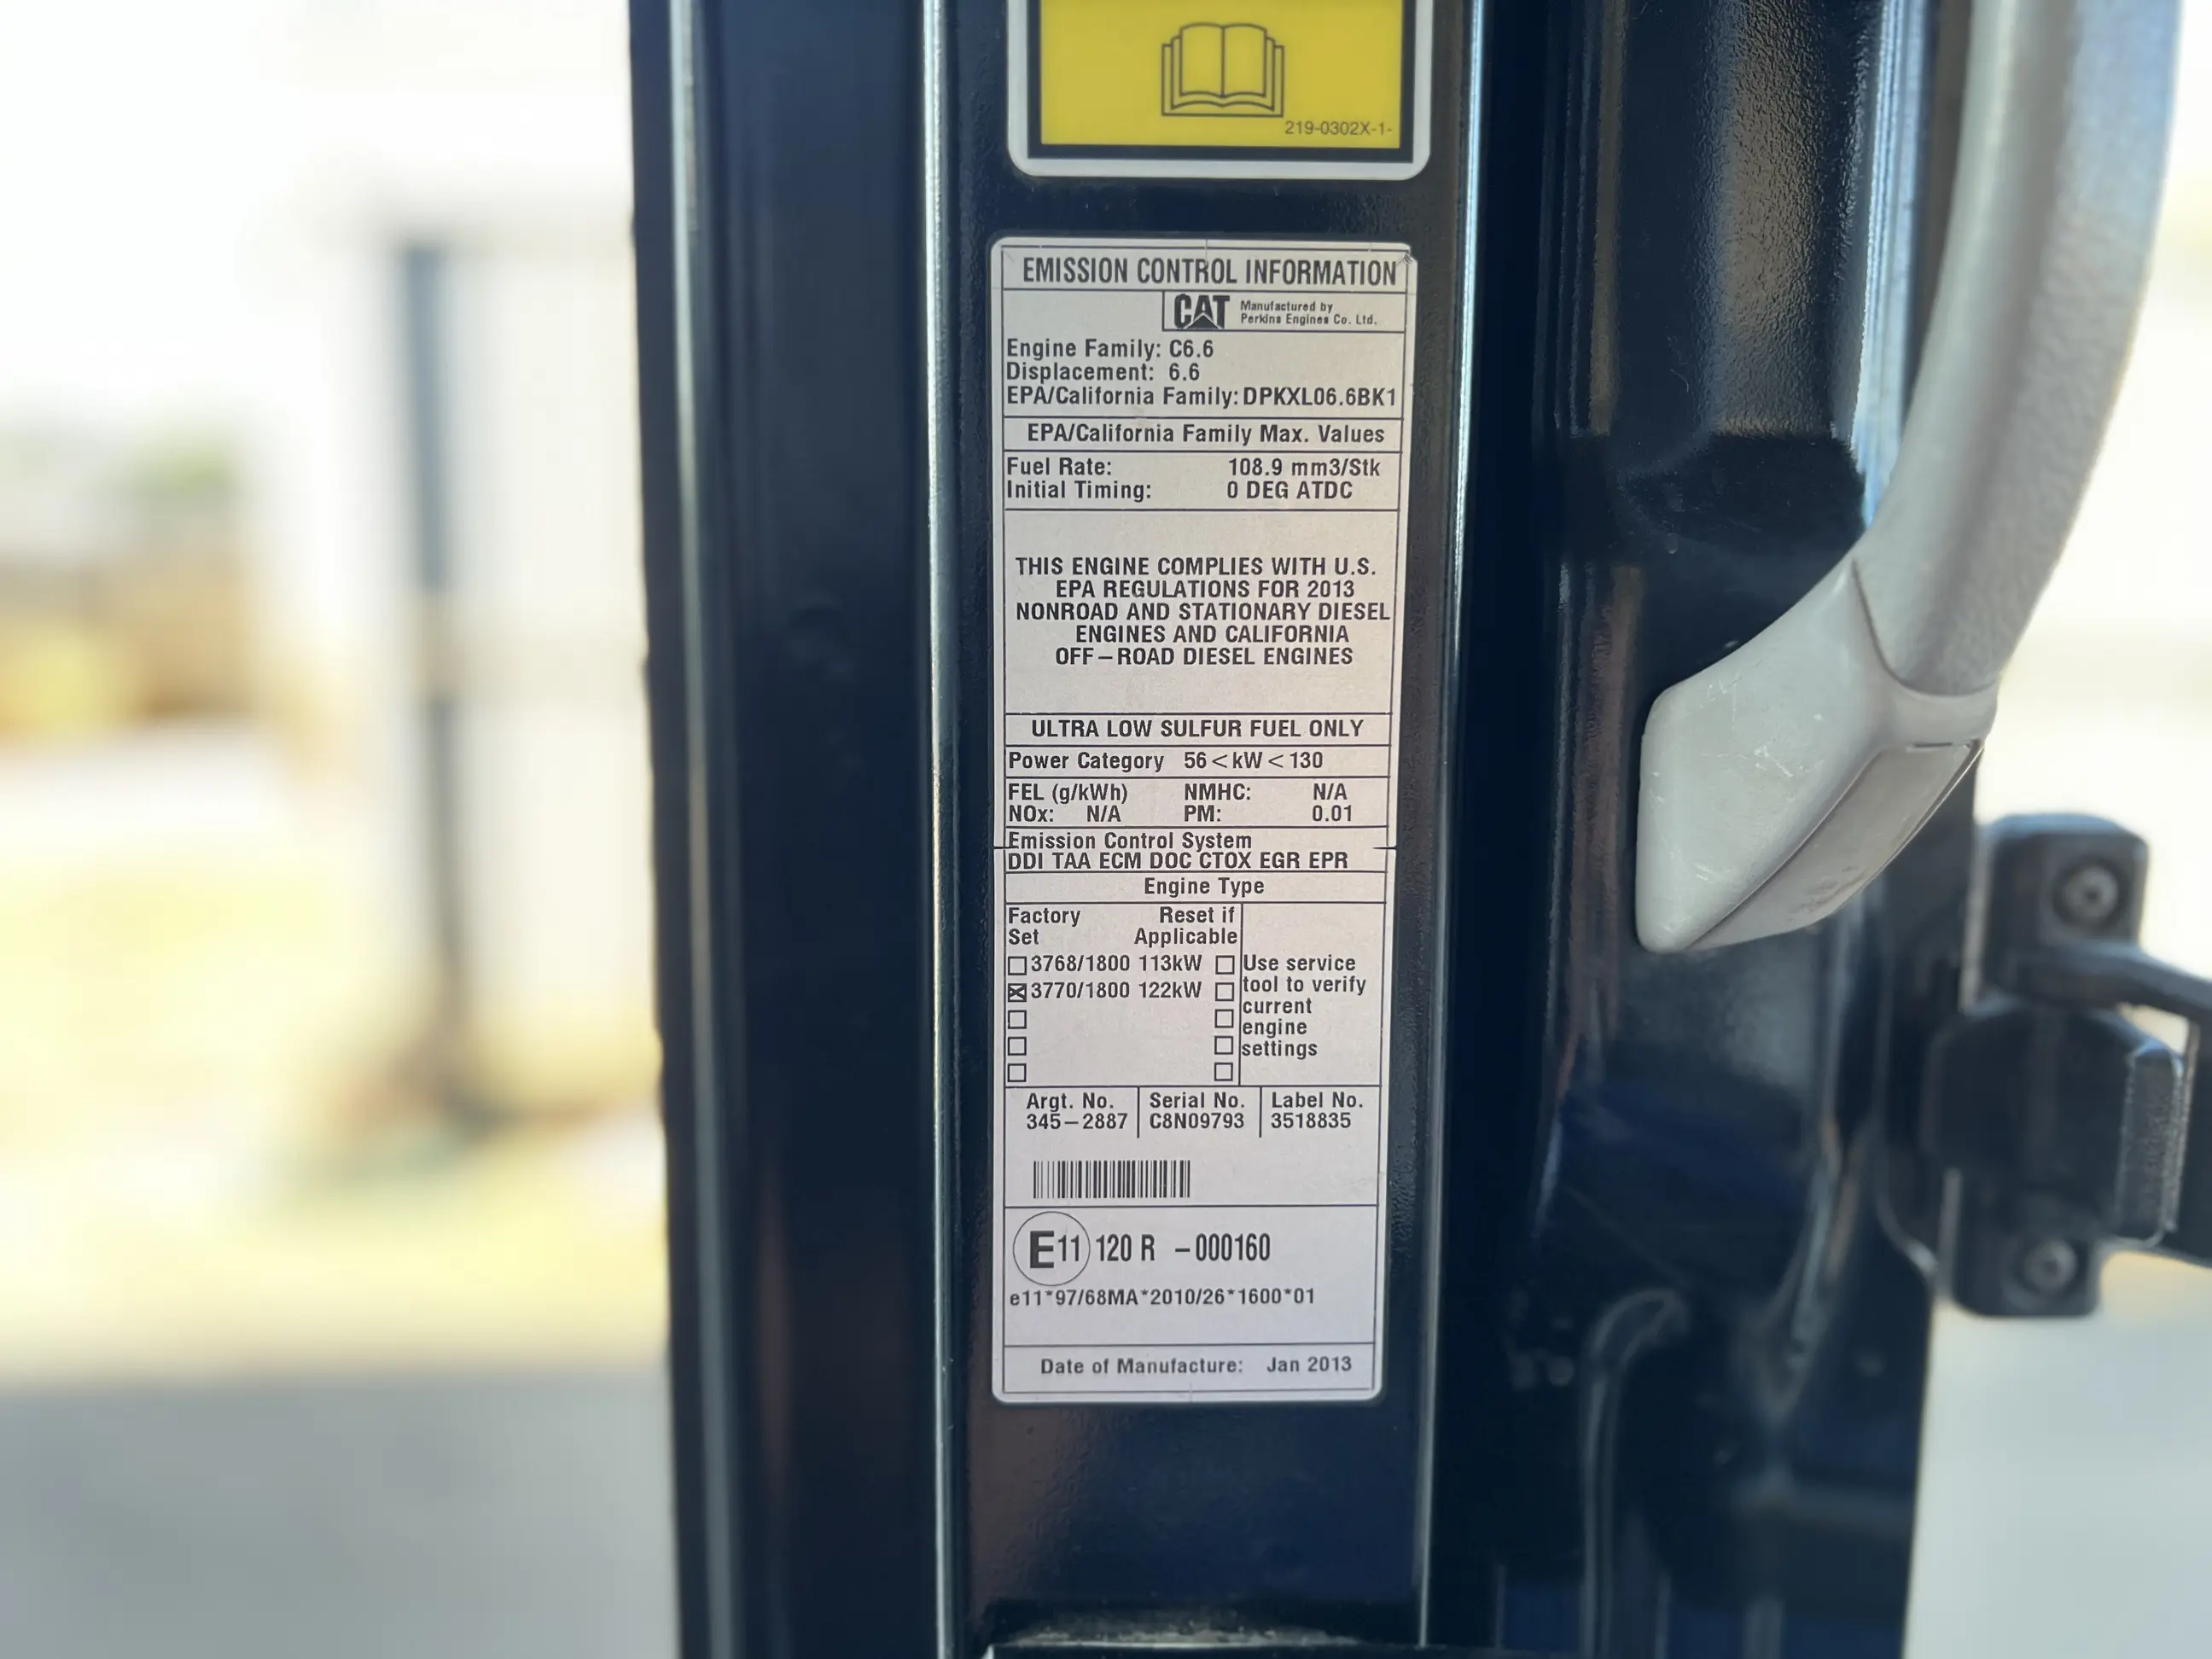 219-0302X-1-
EMISSION CONTROL INFORMATION
CAT Manufactured by
Perkins Engines Co. Ltd.
Engine Family: C6.6
Displacement: 6.6
EPA/California Family: DPKXL06.6BK1
EPA/California Family Max. Values
Fuel Rate: 108.9 mm3/Stk
Initial Timing: 0 DEG ATDC
THIS ENGINE COMPLIES WITH U.S.
EPA REGULATIONS FOR 2013
NONROAD AND STATIONARY DIESEL
ENGINES AND CALIFORNIA
OFF-ROAD DIESEL ENGINES
ULTRA LOW SULFUR FUEL ONLY
Power Category 56<kW<130
FEL (g/kWh) NMHC: N/A
NOx: N/A PM: 0.01
Emission Control System
DDI TAA ECM DOC CTOX EGR EPR
Engine Type
Factory Reset if
Set Applicable
3768/1800 113kW Use service
3770/1800 122kW tool to verify
current
engine
settings
Argt. No. Serial No. Label No.
345-2887 C8N09793 3518835
E11 120 R -000160
e11*97/68MA*2010/26*1600*01
Date of Manufacture: Jan 2013